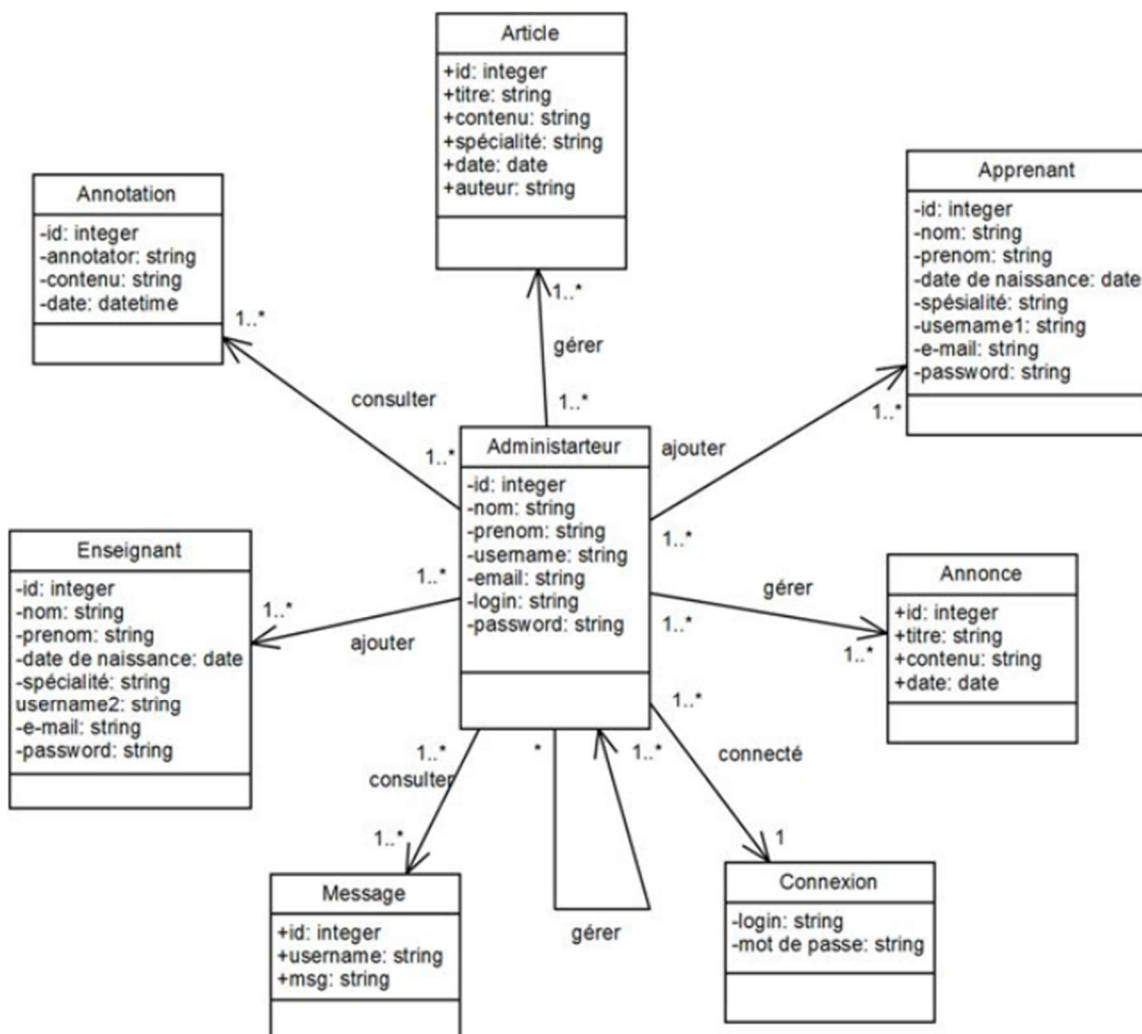 Article
+id: integer
+titre: string
+contenu: string
+spécialité: string
+date: date
+auteur: string
Annotation
-id: integer
-annotator: string
-contenu: string
-date: datetime
Apprenant
-id: integer
-nom: string
-prenom: string
-date de naissance: date
-spésialité: string
-username1: string
-e-mail: string
-password: string
1..*
1..*
gérer
consulter
1..*
1..*
ajouter
1..*
1..*
Administarteur
-id: integer
-nom: string
-prenom: string
-username: string
-email: string
-login: string
-password: string
1..*
Enseignant
-id: integer
-nom: string
-prenom: string
-date de naissance: date
-spécialité: string
username2: string
-e-mail: string
-password: string
1..*
1..*
ajouter
gérer
1..*
1..*
Annonce
+id: integer
+titre: string
+contenu: string
+date: date
1..*
connecté
1..*
consulter
*
1..*
1..*
1
gérer
Message
+id: integer
+username: string
+msg: string
Connexion
-login: string
-mot de passe: string